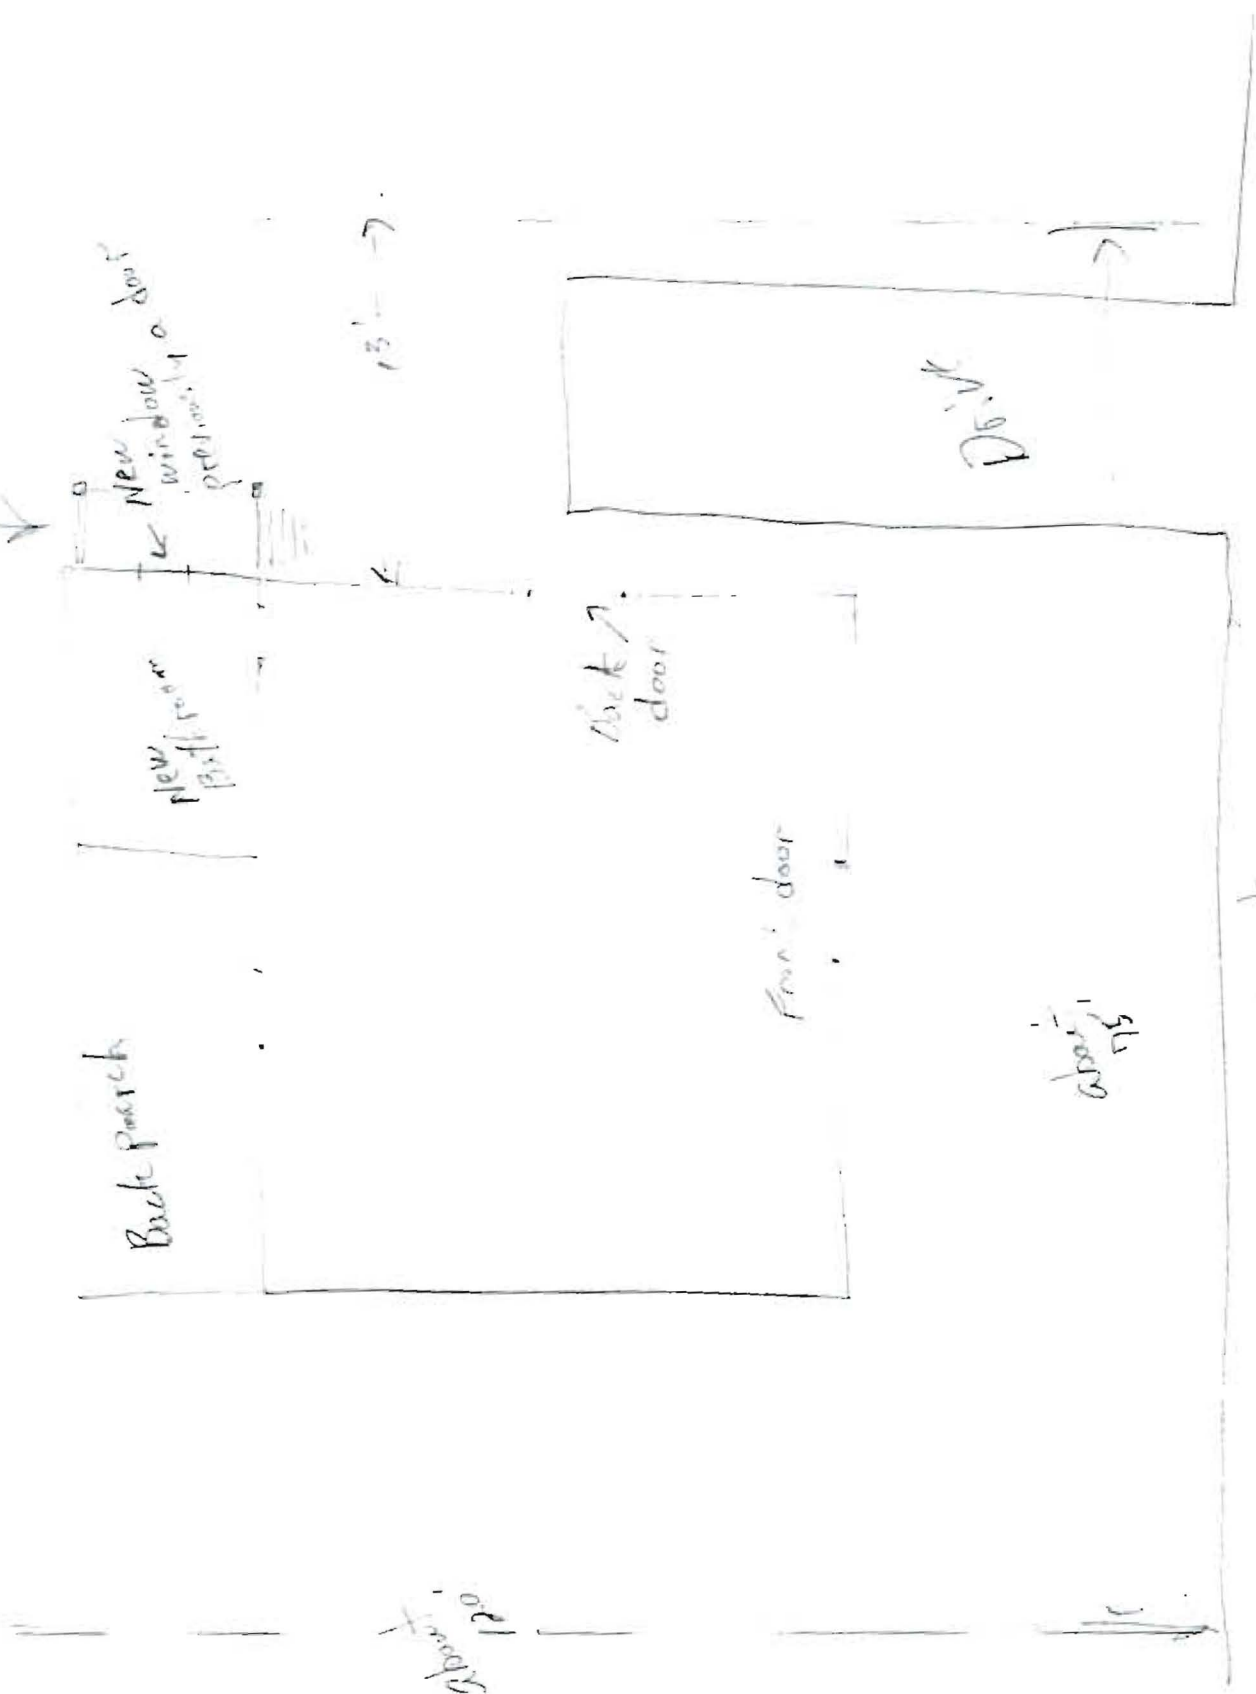 New
window
previously a door
13'
New
Bathroom
Back porch
Back
door
Drive
Front door
about
75'
About
120'